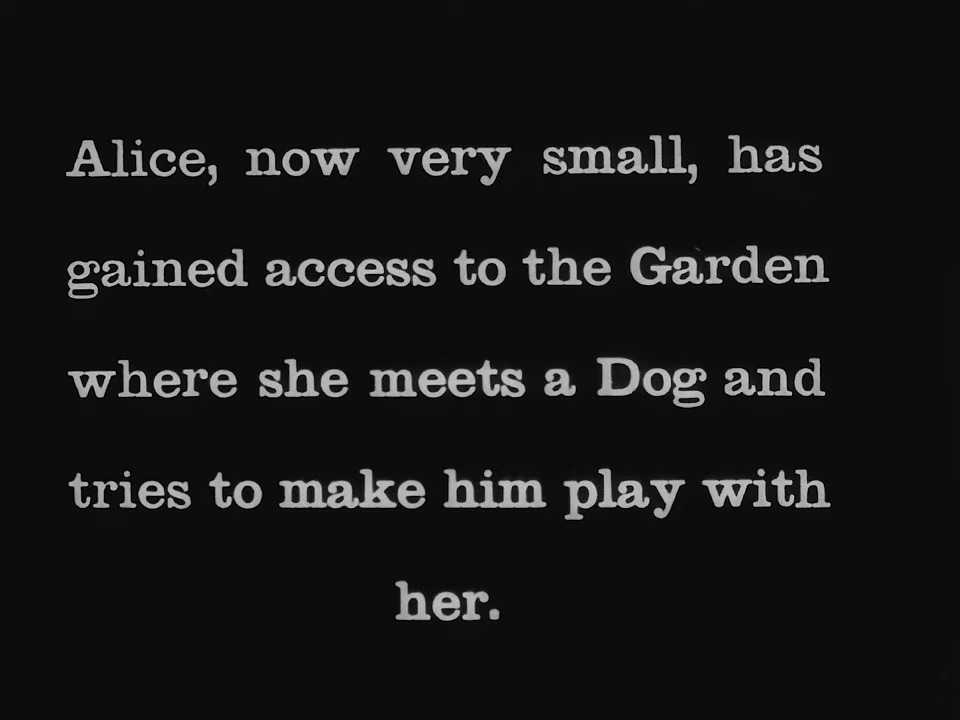 Alice, now very small, has
gained access to the Garden
where she meets a Dog and
tries to make him play with
her.